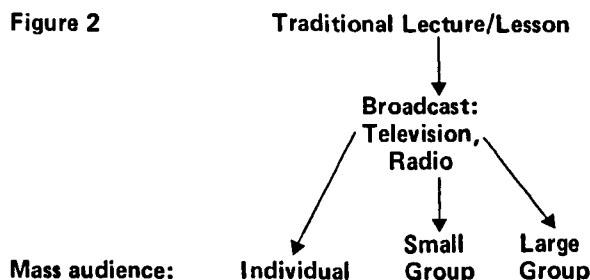 Figure 2
Traditional Lecture/Lesson
Broadcast:
Television,
Radio
Mass audience: Individual Small Group Large Group